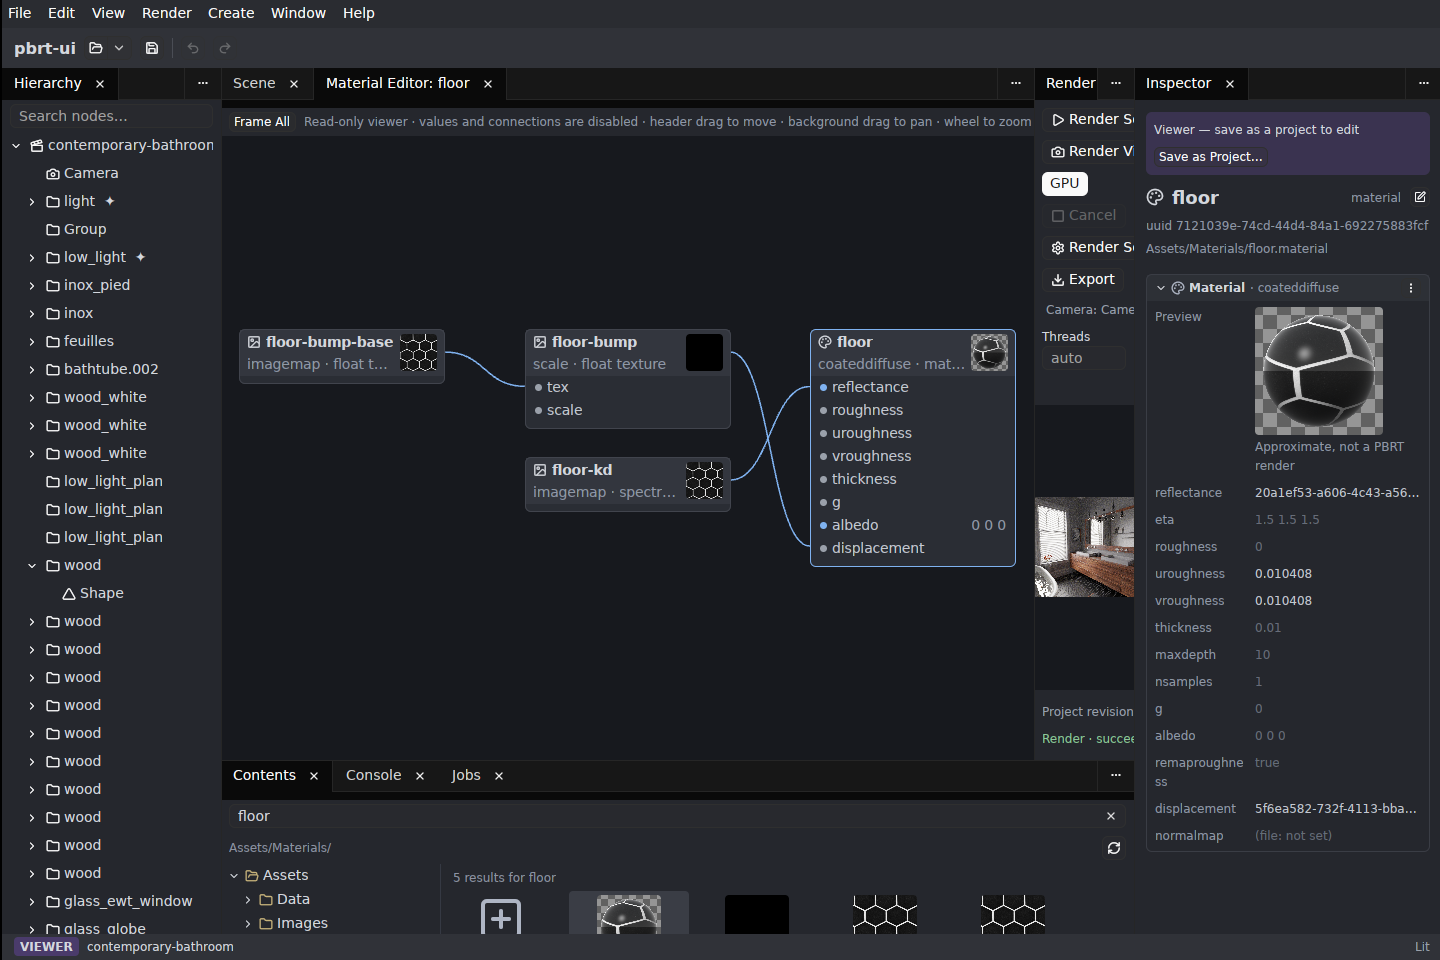 File Edit View Render Create Window Help
pbrt-ui
Hierarchy
Scene
Material Editor: floor
Render
Inspector
Search nodes...
contemporary-bathroom
Camera
light
Group
low_light
inox_pied
inox
feuilles
bathtube.002
wood_white
wood_white
wood_white
low_light_plan
low_light_plan
low_light_plan
wood
Shape
wood
wood
wood
wood
wood
wood
wood
wood
wood
wood
glass_ewt_window
glass_globe
Frame All
Read-only viewer · values and connections are disabled · header drag to move · background drag to pan · wheel to zoom
floor-bump-base
imagemap · float t...
floor-bump
scale · float texture
tex
scale
floor-kd
imagemap · spectr...
floor
coateddiffuse · mat...
reflectance
roughness
uroughness
vroughness
thickness
g
albedo 0 0 0
displacement
Render Se
Render Vi
GPU
Cancel
Render Se
Export
Camera: Came
Threads
auto
Project revision
Render · succee
Viewer — save as a project to edit
Save as Project...
floor material
uuid 7121039e-74cd-44d4-84a1-692275883fcf
Assets/Materials/floor.material
Material · coateddiffuse
Preview
Approximate, not a PBRT
render
reflectance 20a1ef53-a606-4c43-a56...
eta 1.5 1.5 1.5
roughness 0
uroughness 0.010408
vroughness 0.010408
thickness 0.01
maxdepth 10
nsamples 1
g 0
albedo 0 0 0
remaproughne
ss
true
displacement 5f6ea582-732f-4113-bba...
normalmap (file: not set)
Contents
Console
Jobs
floor
Assets/Materials/
Assets
Data
Images
5 results for floor
VIEWER contemporary-bathroom
Lit